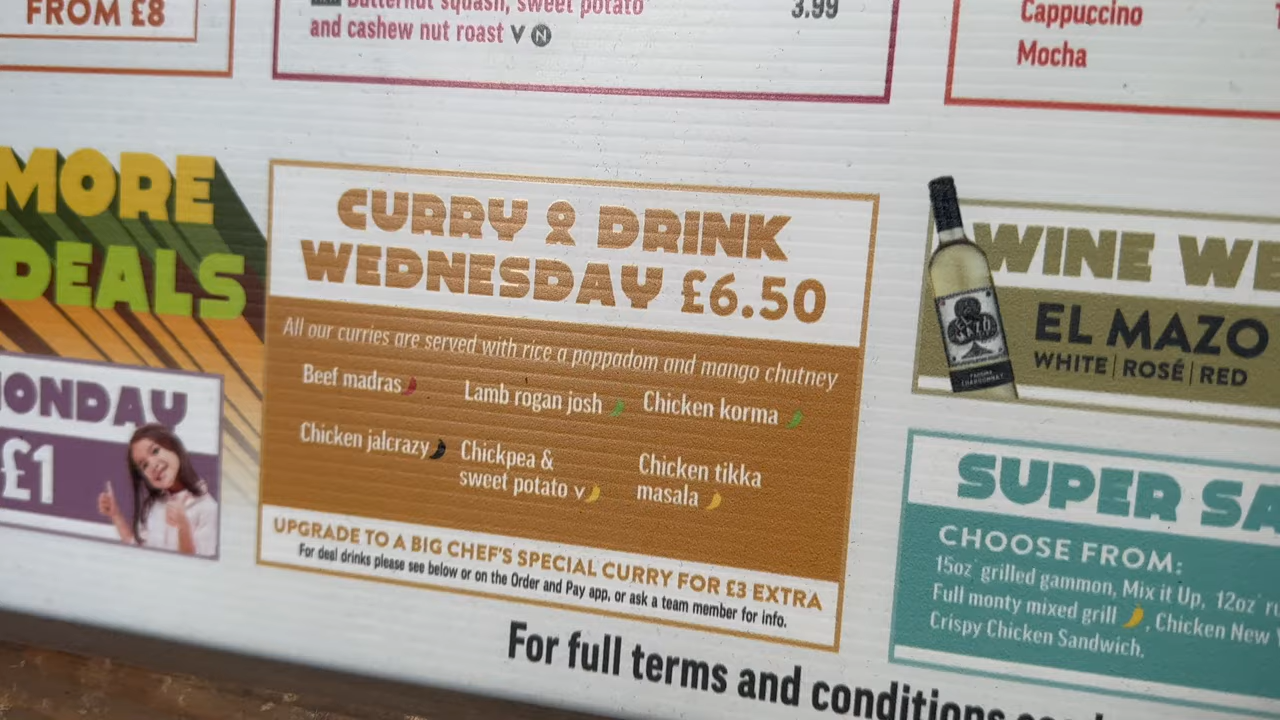 FROM £8
Butternut squash, sweet potato
and cashew nut roast V N
3.99
Cappuccino
Mocha
MORE
DEALS
MONDAY
£1
CURRY & DRINK
WEDNESDAY £6.50
All our curries are served with rice a poppadom and mango chutney
Beef madras
Lamb rogan josh
Chicken korma
Chicken jalcrazy
Chickpea &
sweet potato v
Chicken tikka
masala
UPGRADE TO A BIG CHEF'S SPECIAL CURRY FOR £3 EXTRA
For deal drinks please see below or on the Order and Pay app, or ask a team member for info.
WINE WE
EL MAZO
WHITE | ROSÉ | RED
SUPER SA
CHOOSE FROM:
15oz* grilled gammon, Mix it Up, 12oz* ru
Full monty mixed grill , Chicken New
Crispy Chicken Sandwich.
For full terms and conditions